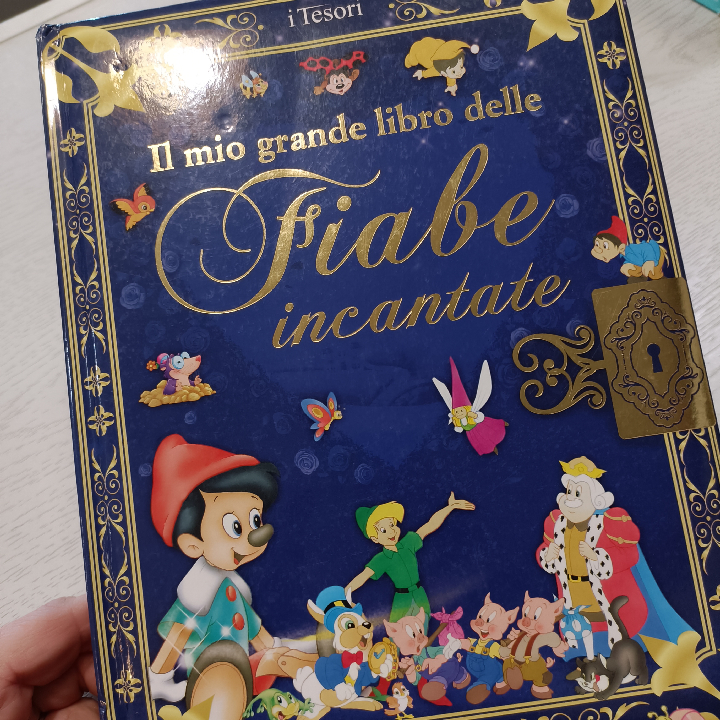 i Tesori
Il mio grande libro delle
Fiabe
incantate